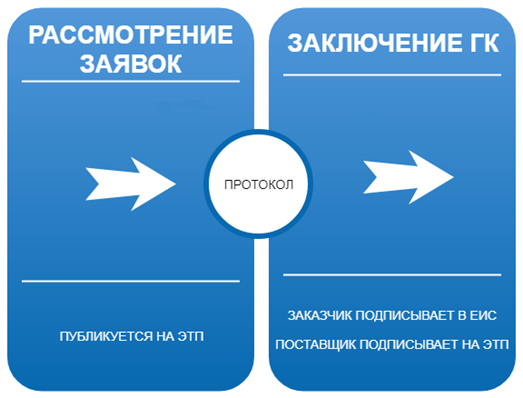 РАССМОТРЕНИЕ
ЗАЯВОК
ПУБЛИКУЕТСЯ НА ЭТП
ПРОТОКОЛ
ЗАКЛЮЧЕНИЕ ГК
ЗАКАЗЧИК ПОДПИСЫВАЕТ В ЕИС
ПОСТАВЩИК ПОДПИСЫВАЕТ НА ЭТП